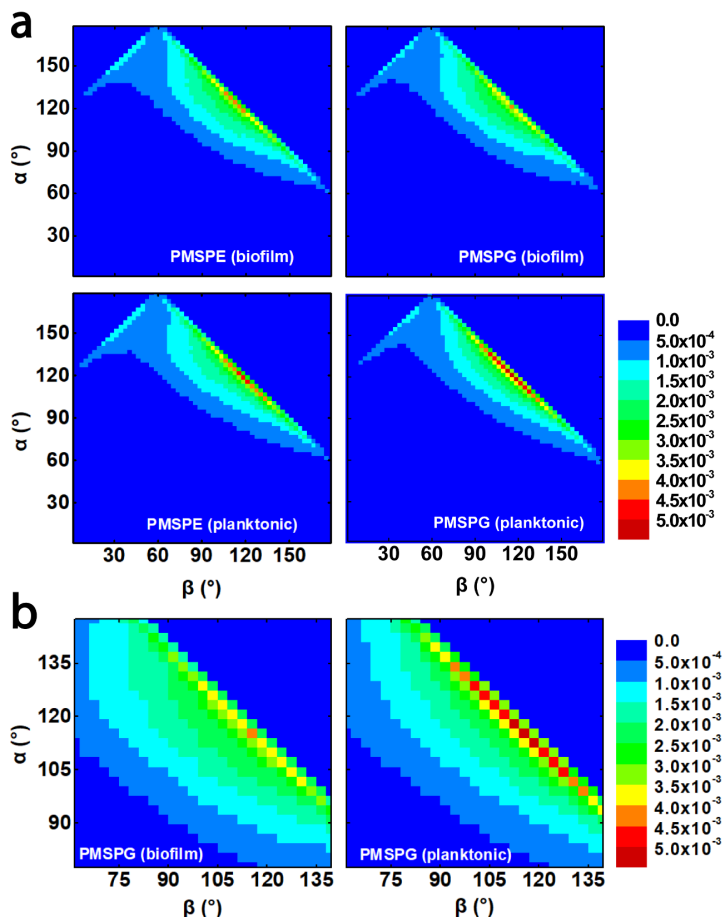 a
150
120
90
60
30
α (°)
PMSPE (biofilm)
PMSPG (biofilm)
150
120
90
60
30
α (°)
PMSPE (planktonic)
PMSPG (planktonic)
30 60 90 120 150
30 60 90 120 150
β (°)
β (°)
0.0
5.0x10⁻⁴
1.0x10⁻³
1.5x10⁻³
2.0x10⁻³
2.5x10⁻³
3.0x10⁻³
3.5x10⁻³
4.0x10⁻³
4.5x10⁻³
5.0x10⁻³
b
135
120
105
90
α (°)
PMSPG (biofilm)
PMSPG (planktonic)
75 90 105 120 135
75 90 105 120 135
β (°)
β (°)
0.0
5.0x10⁻⁴
1.0x10⁻³
1.5x10⁻³
2.0x10⁻³
2.5x10⁻³
3.0x10⁻³
3.5x10⁻³
4.0x10⁻³
4.5x10⁻³
5.0x10⁻³